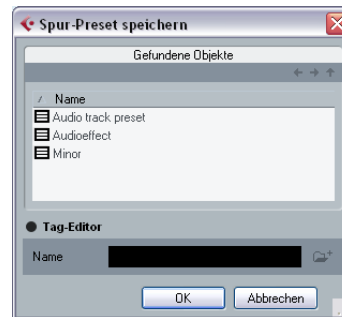 Spur-Preset speichern
Gefundene Objekte
Name
Audio track preset
Audioeffect
Minor
Tag-Editor
Name
OK Abbrechen